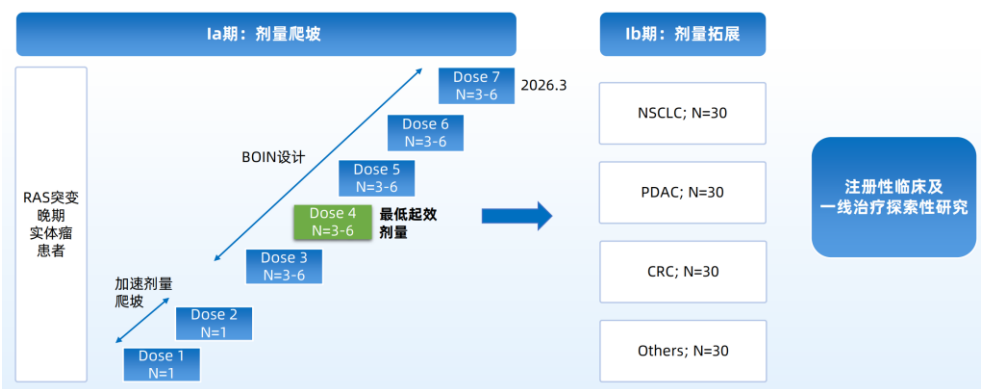 Ia期：剂量爬坡
Ib期：剂量拓展
RAS突变
晚期
实体瘤
患者
Dose 7
N=3-6
2026.3
Dose 6
N=3-6
BOIN设计
Dose 5
N=3-6
Dose 4
N=3-6
最低起效
剂量
Dose 3
N=3-6
加速剂量
爬坡
Dose 2
N=1
Dose 1
N=1
NSCLC; N=30
PDAC; N=30
CRC; N=30
Others; N=30
注册性临床及
一线治疗探索性研究